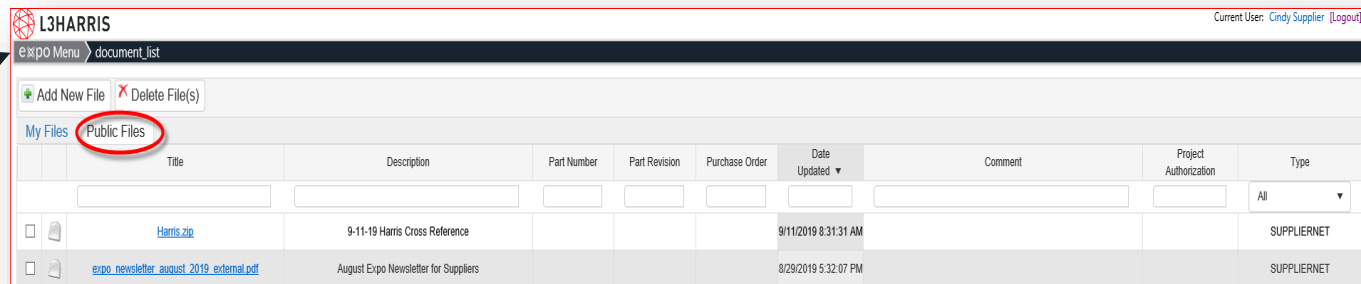 L3HARRIS
Current User: Cindy Supplier [Logout]
expo Menu document_list
Add New File Delete File(s)
My Files Public Files
Title Description Part Number Part Revision Purchase Order Date Updated ▼ Comment Project Authorization Type
All ▼
Harris.zip 9-11-19 Harris Cross Reference 9/11/2019 8:31:31 AM SUPPLIERNET
expo_newsletter_august_2019_external.pdf August Expo Newsletter for Suppliers 8/29/2019 5:32:07 PM SUPPLIERNET